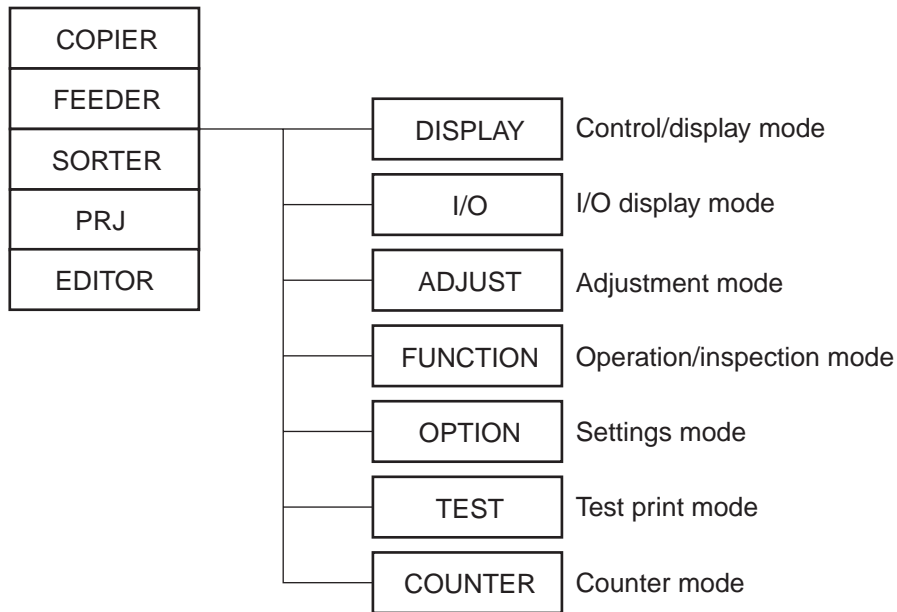 COPIER
FEEDER
SORTER
PRJ
EDITOR
DISPLAY Control/display mode
I/O I/O display mode
ADJUST Adjustment mode
FUNCTION Operation/inspection mode
OPTION Settings mode
TEST Test print mode
COUNTER Counter mode